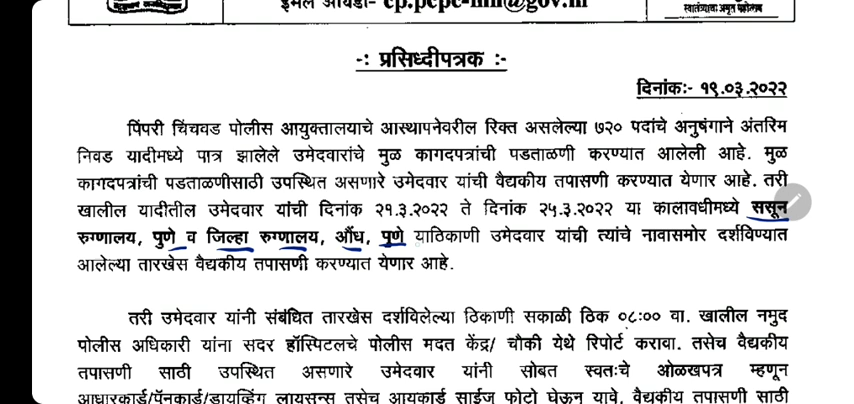 ईमेल आयडी- cp.pcpc-mh@gov.in
स्वातंत्र्याचा अमृत महोत्सव
-: प्रसिध्दीपत्रक :-
दिनांकः- १९.०३.२०२२
पिंपरी चिंचवड पोलीस आयुक्तालयाचे आस्थापनेवरील रिक्त असलेल्या ७२० पदांचे अनुषंगाने अंतरिम
निवड यादीमध्ये पात्र झालेले उमेदवारांचे मुळ कागदपत्रांची पडताळणी करण्यात आलेली आहे. मुळ
कागदपत्रांची पडताळणीसाठी उपस्थित असणारे उमेदवार यांची वैद्यकीय तपासणी करण्यात येणार आहे. तरी
खालील यादीतील उमेदवार यांची दिनांक २१.३.२०२२ ते दिनांक २५.३.२०२२ या कालावधीमध्ये ससून
रुग्णालय, पुणे व जिल्हा रुग्णालय, औंध, पुणे याठिकाणी उमेदवार यांची त्यांचे नावासमोर दर्शविण्यात
आलेल्या तारखेस वैद्यकीय तपासणी करण्यात येणार आहे.
तरी उमेदवार यांनी संबंधित तारखेस दर्शविलेल्या ठिकाणी सकाळी ठिक ०८:०० वा. खालील नमुद
पोलीस अधिकारी यांना सदर हॉस्पिटलचे पोलीस मदत केंद्र/ चौकी येथे रिपोर्ट करावा. तसेच वैद्यकीय
तपासणी साठी उपस्थित असणारे उमेदवार यांनी सोबत स्वतःचे ओळखपत्र म्हणून
आधारकार्ड/पॅनकार्ड/ड्रायव्हिंग लायसन्स तसेच आयकार्ड साईज फोटो घेऊन यावे. वैद्यकीय तपासणी साठी